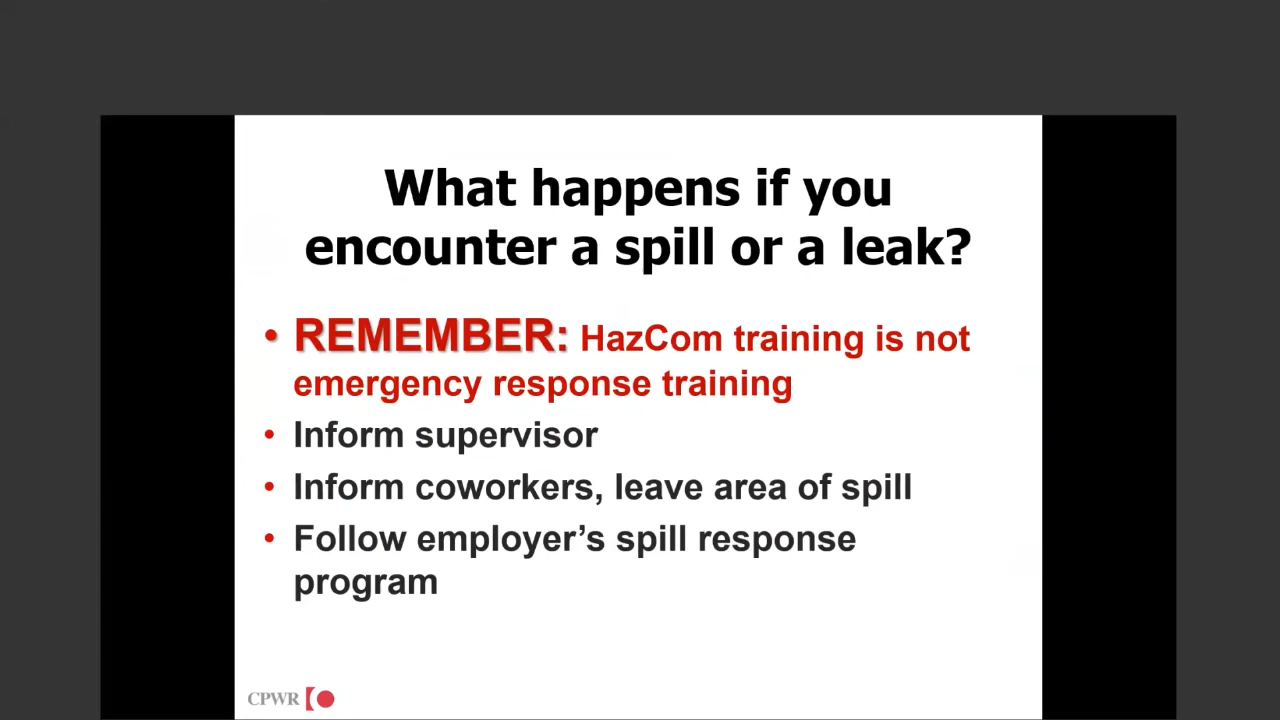 What happens if you
encounter a spill or a leak?
• REMEMBER: HazCom training is not
emergency response training
• Inform supervisor
• Inform coworkers, leave area of spill
• Follow employer’s spill response
program
CPWR